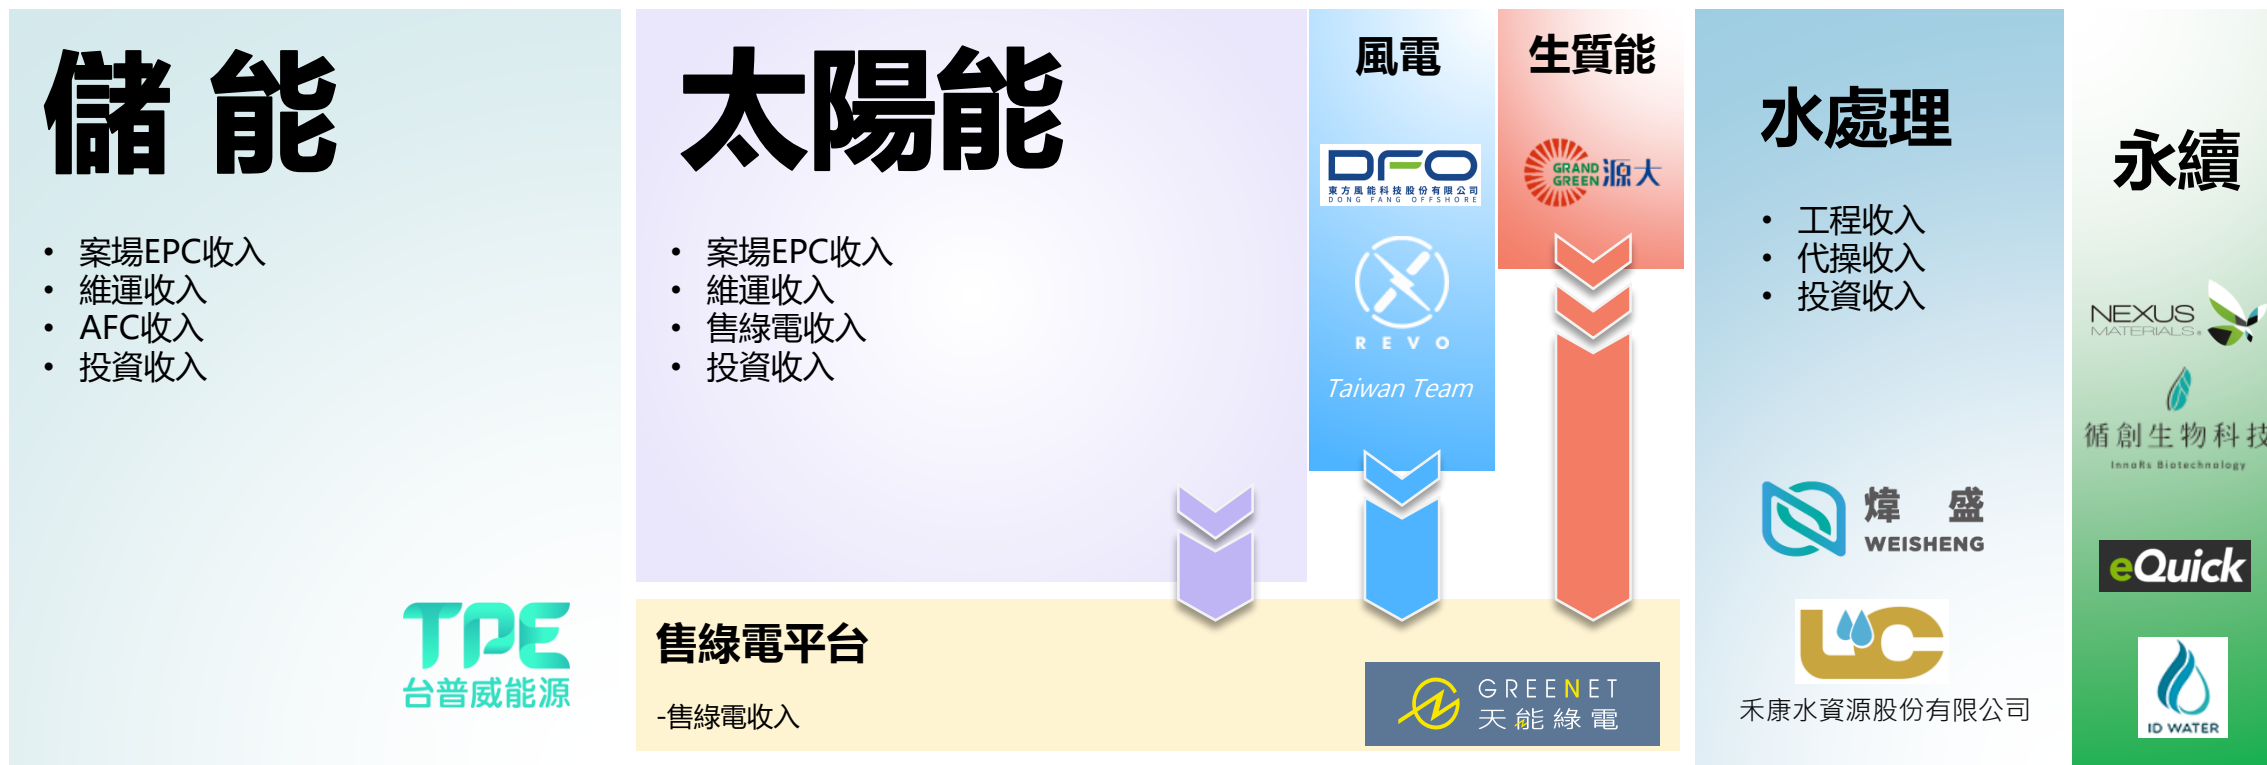 儲 能
• 案場EPC收入
• 維運收入
• AFC收入
• 投資收入
TPE
台普威能源
太陽能
• 案場EPC收入
• 維運收入
• 售綠電收入
• 投資收入
風電
DFO
東方風能科技股份有限公司
DONG FANG OFFSHORE
REVO
Taiwan Team
生質能
GRAND
GREEN 源大
售綠電平台
-售綠電收入
GREENET
天能綠電
水處理
• 工程收入
• 代操收入
• 投資收入
煒 盛
WEISHENG
禾康水資源股份有限公司
永續
NEXUS
MATERIALS
循創生物科技
InnoRs Biotechnology
eQuick
ID WATER